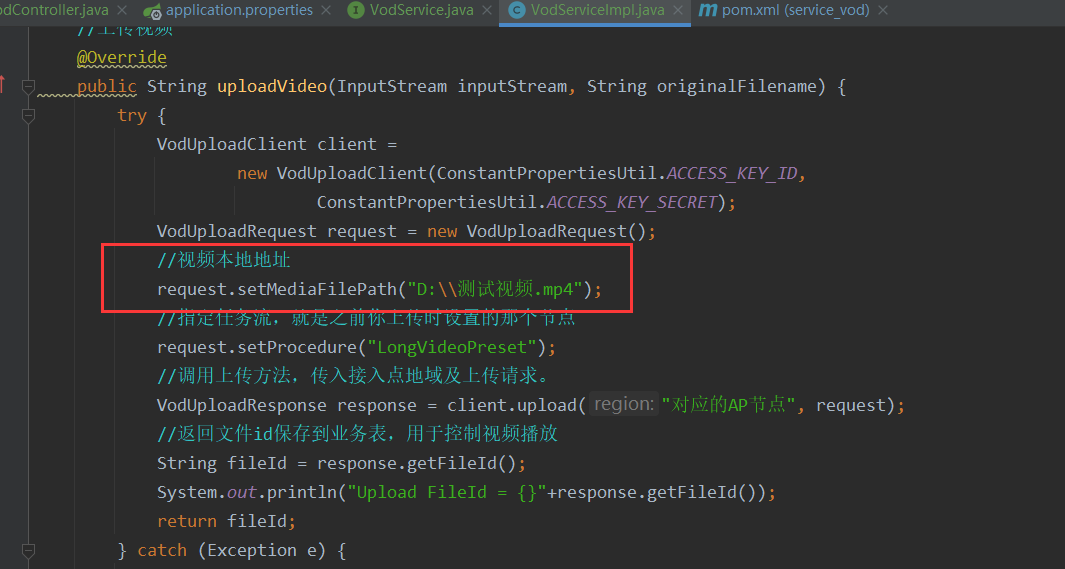 odController.java application.properties VodService.java VodServiceImpl.java pom.xml (service_vod)
//上传视频
@Override
public String uploadVideo(InputStream inputStream, String originalFilename) {
try {
VodUploadClient client =
new VodUploadClient(ConstantPropertiesUtil.ACCESS_KEY_ID,
ConstantPropertiesUtil.ACCESS_KEY_SECRET);
VodUploadRequest request = new VodUploadRequest();
//视频本地地址
request.setMediaFilePath("D:\\测试视频.mp4");
//指定任务流，就是之前你上传时设置的那个节点
request.setProcedure("LongVideoPreset");
//调用上传方法，传入接入点地域及上传请求。
VodUploadResponse response = client.upload( region: "对应的AP节点", request);
//返回文件id保存到业务表，用于控制视频播放
String fileId = response.getFileId();
System.out.println("Upload FileId = {}"+response.getFileId());
return fileId;
} catch (Exception e) {